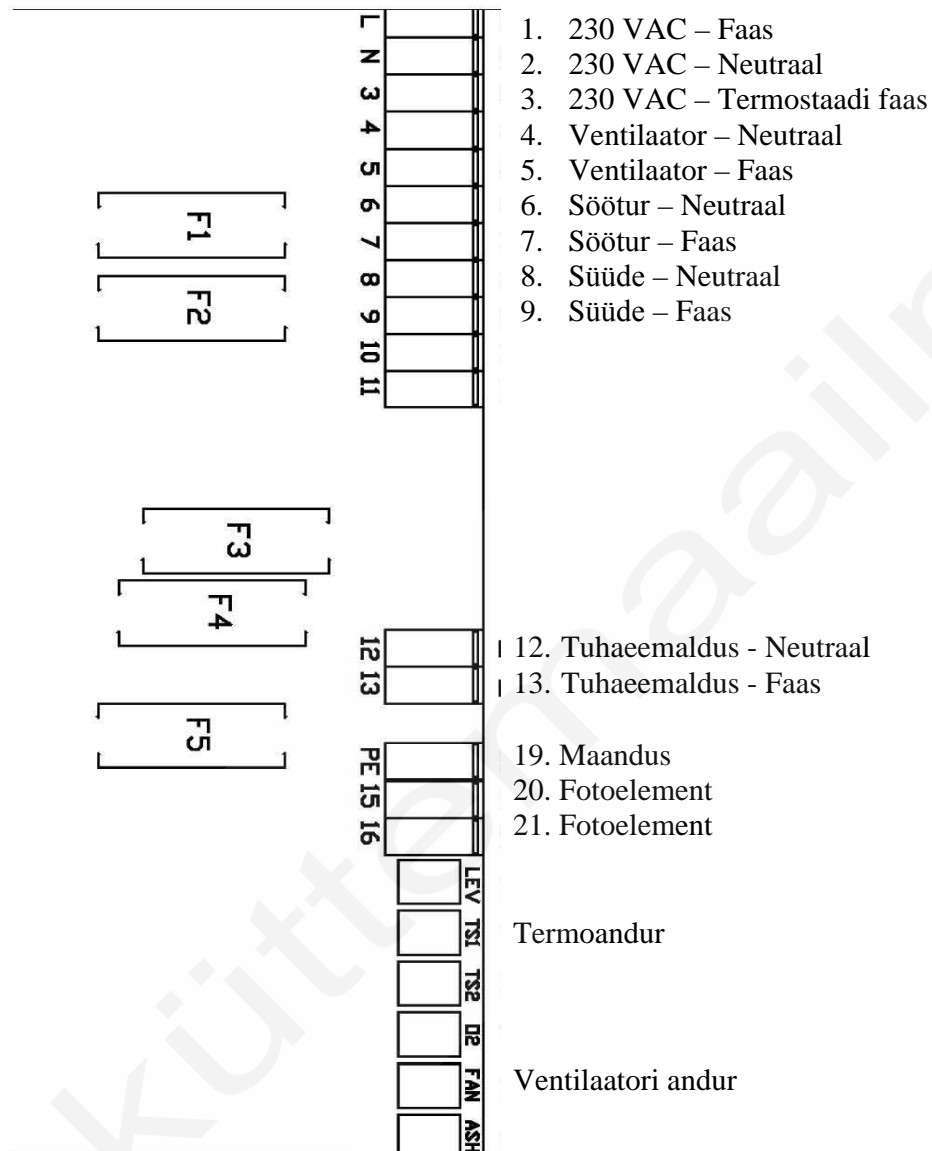 L 1. 230 VAC – Faas
N 2. 230 VAC – Neutraal
3 3. 230 VAC – Termostaadi faas
4 4. Ventilaator – Neutraal
5 5. Ventilaator – Faas
6 6. Söötur – Neutraal
F1
7 7. Söötur – Faas
8 8. Süüde – Neutraal
F2
9 9. Süüde – Faas
10
11
F3
F4
12 12. Tuhaeemaldus - Neutraal
13 13. Tuhaeemaldus - Faas
F5
PE 19. Maandus
15 20. Fotoelement
16 21. Fotoelement
LEV
TS1 Termoandur
TS2
O2
FAN Ventilaatori andur
ASH